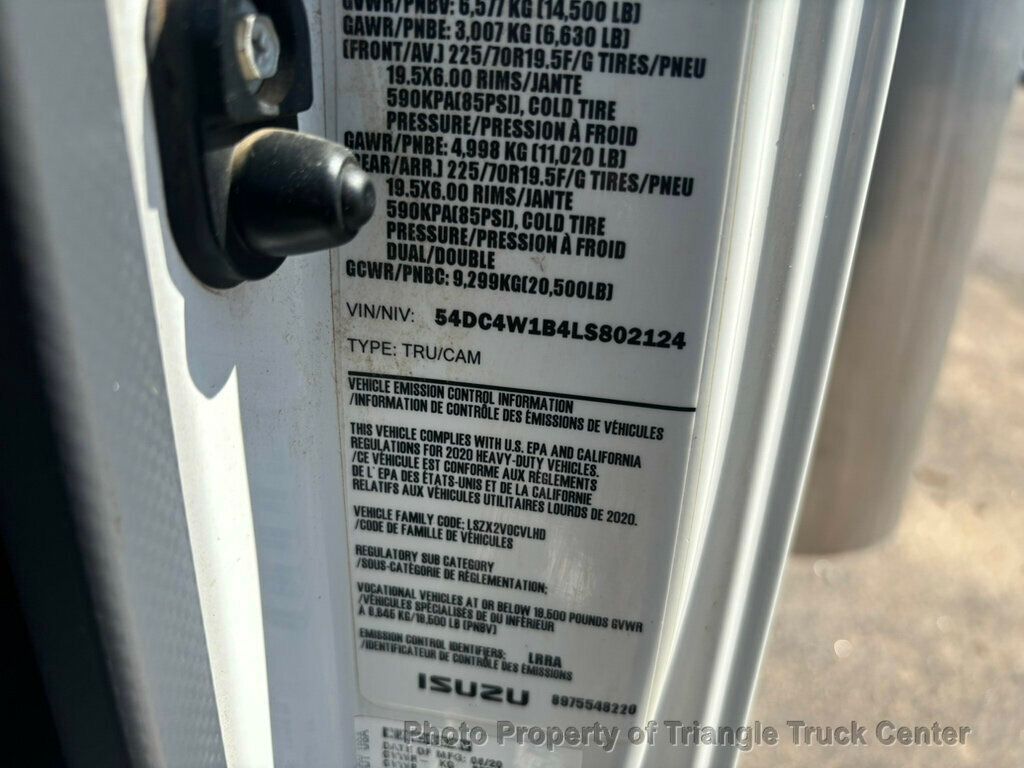 GVWR/PNBV: 6,577 KG (14,500 LB)
GAWR/PNBE: 3,007 KG (6,630 LB)
(FRONT/AV.) 225/70R19.5F/G TIRES/PNEU
19.5X6.00 RIMS/JANTE
590KPA(85PSI), COLD TIRE
PRESSURE/PRESSION À FROID
GAWR/PNBE: 4,998 KG (11,020 LB)
EAR/ARR.) 225/70R19.5F/G TIRES/PNEU
19.5X6.00 RIMS/JANTE
590KPA(85PSI), COLD TIRE
PRESSURE/PRESSION À FROID
DUAL/DOUBLE
GCWR/PNBC: 9,299KG(20,500LB)
VIN/NIV: 54DC4W1B4LS802124
TYPE: TRU/CAM
VEHICLE EMISSION CONTROL INFORMATION
/INFORMATION DE CONTRÔLE DES ÉMISSIONS DE VÉHICULES
THIS VEHICLE COMPLIES WITH U.S. EPA AND CALIFORNIA
REGULATIONS FOR 2020 HEAVY-DUTY VEHICLES.
/CE VÉHICULE EST CONFORME AUX RÈGLEMENTS
DE L'EPA DES ÉTATS-UNIS ET DE LA CALIFORNIE
RELATIFS AUX VÉHICULES UTILITAIRES LOURDS DE 2020.
VEHICLE FAMILY CODE: LSZX2VOCVLHD
/CODE DE FAMILLE DE VÉHICULES
REGULATORY SUB CATEGORY
/SOUS-CATÉGORIE DE RÉGLEMENTATION:
VOCATIONAL VEHICLES AT OR BELOW 19,500 POUNDS GVWR
/VÉHICULES SPÉCIALISÉS DE OU INFÉRIEUR
À 8,845 KG/19,500 LB (PNBV)
EMISSION CONTROL IDENTIFIERS: LRRA
/IDENTIFICATEUR DE CONTRÔLE DES ÉMISSIONS
ISUZU 8975548220
DATE OF MFG: 08/20
Photo Property of Triangle Truck Center